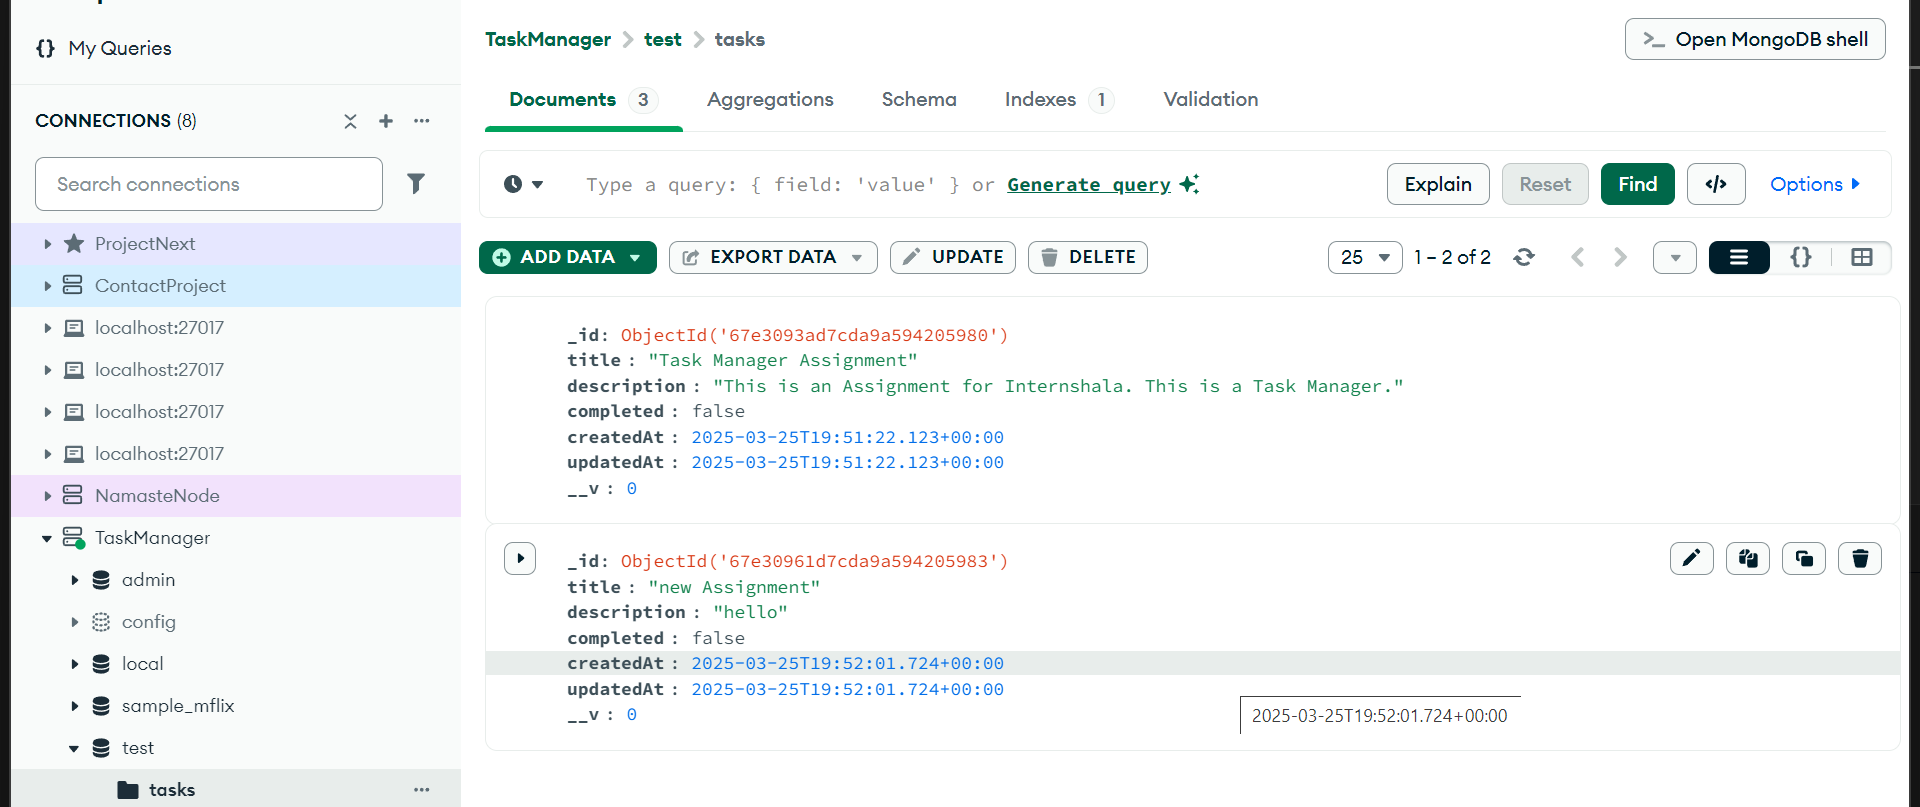 My Queries
CONNECTIONS (8)
Search connections
ProjectNext
ContactProject
localhost:27017
localhost:27017
localhost:27017
localhost:27017
NamasteNode
TaskManager
admin
config
local
sample_mflix
test
tasks
TaskManager > test > tasks
>_ Open MongoDB shell
Documents 3 Aggregations Schema Indexes 1 Validation
Type a query: { field: 'value' } or Generate query
Explain Reset Find </> Options
ADD DATA EXPORT DATA UPDATE DELETE
25 1 – 2 of 2 {}
_id: ObjectId('67e3093ad7cda9a594205980')
title : "Task Manager Assignment"
description : "This is an Assignment for Internshala. This is a Task Manager."
completed : false
createdAt : 2025-03-25T19:51:22.123+00:00
updatedAt : 2025-03-25T19:51:22.123+00:00
__v : 0
_id: ObjectId('67e30961d7cda9a594205983')
title : "new Assignment"
description : "hello"
completed : false
createdAt : 2025-03-25T19:52:01.724+00:00
updatedAt : 2025-03-25T19:52:01.724+00:00
__v : 0
2025-03-25T19:52:01.724+00:00